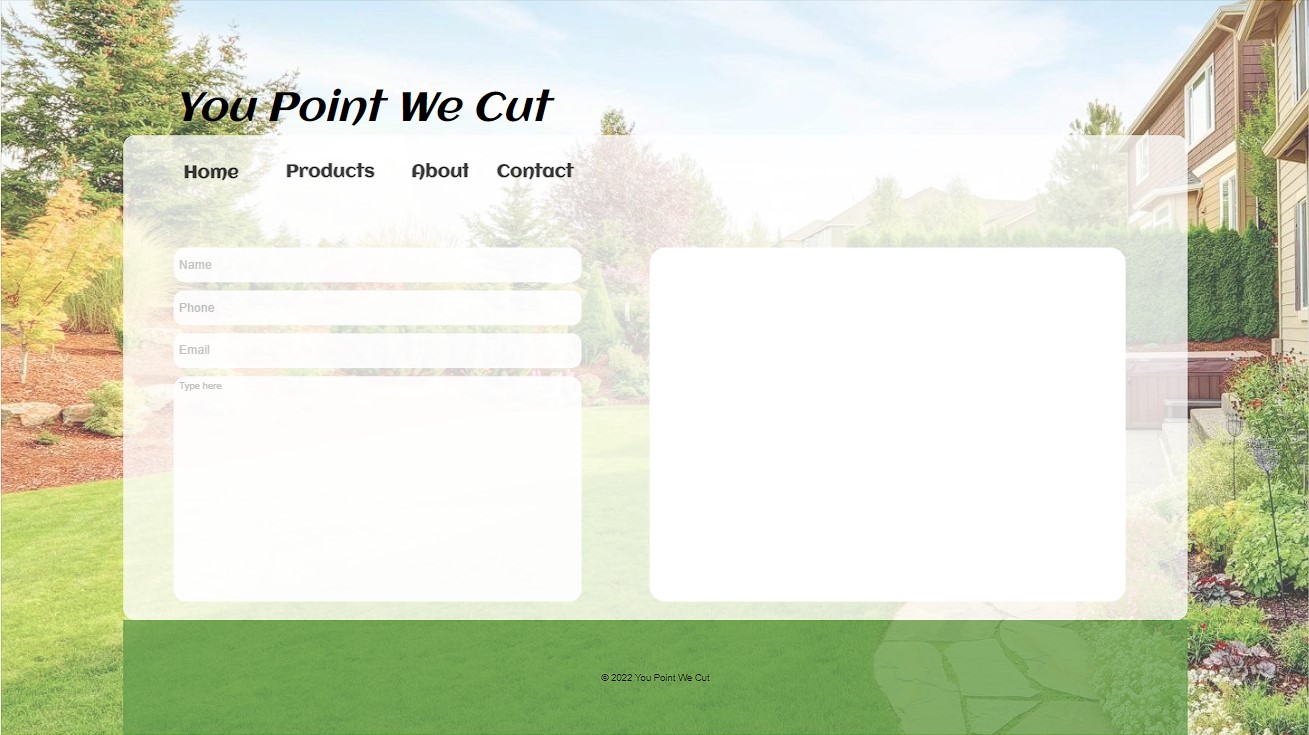 You Point We Cut
Home Products About Contact
Name
Phone
Email
Type here
© 2022 You Point We Cut